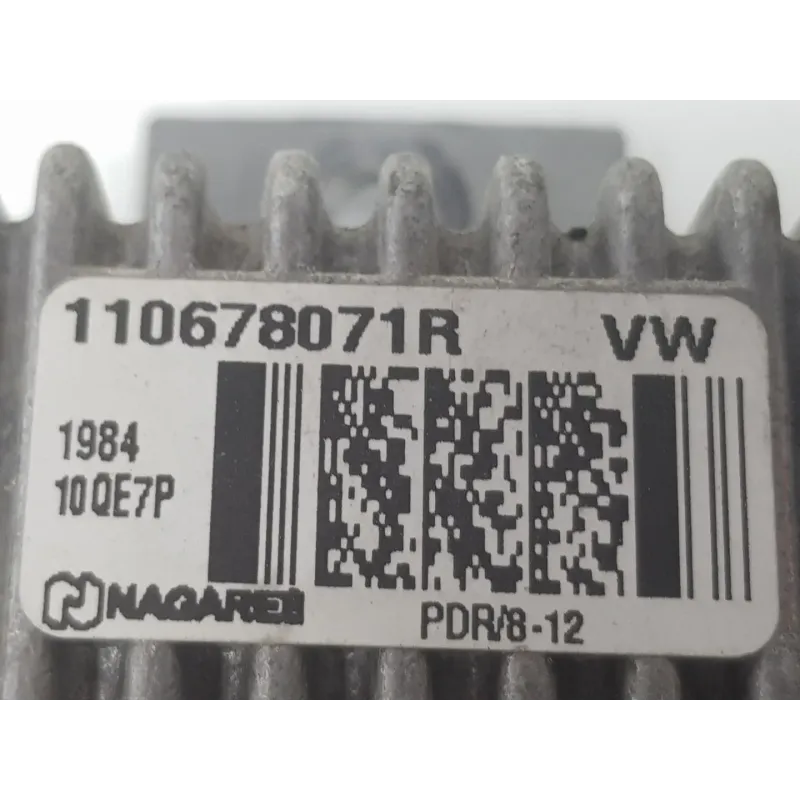 110678071R VW
1984
10QE7P
NAGARES
PDR/8-12